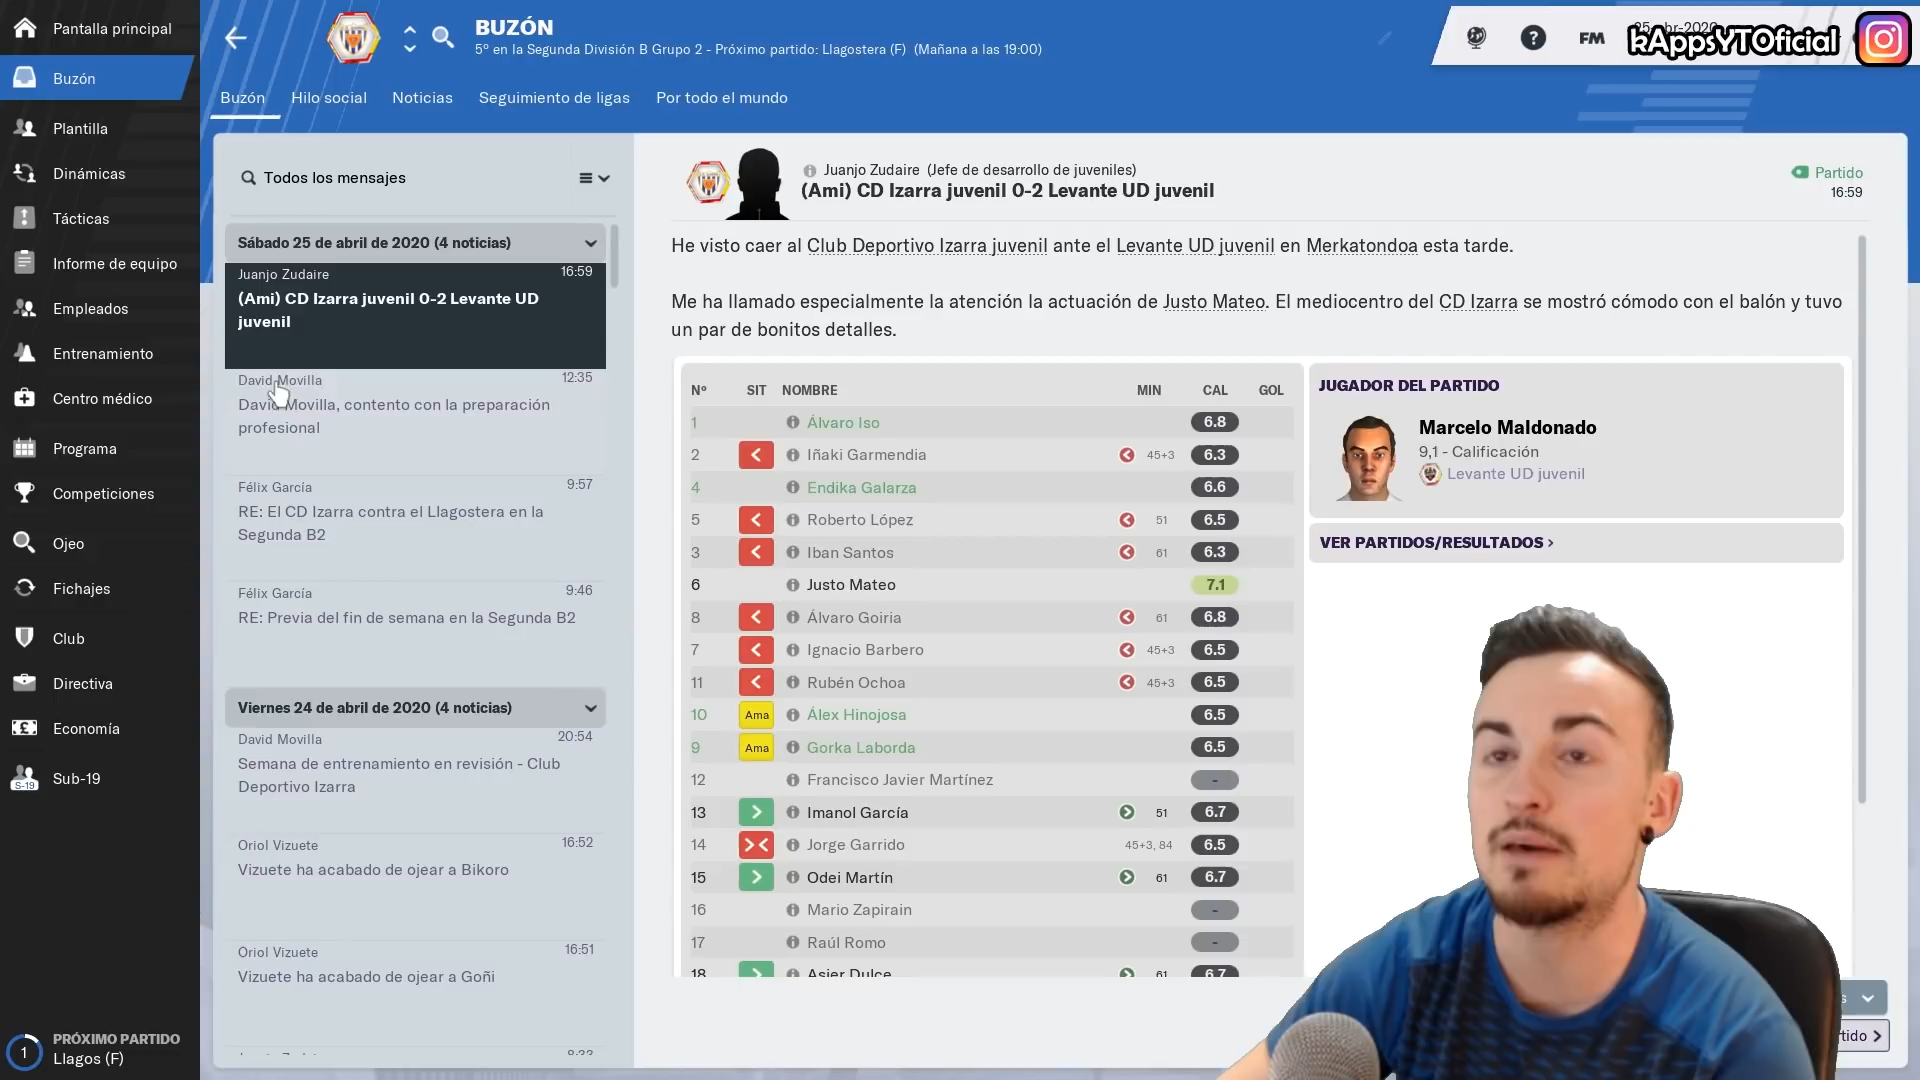 Pantalla principal
Buzón
Plantilla
Dinámicas
Tácticas
Informe de equipo
Empleados
Entrenamiento
Centro médico
Programa
Competiciones
Ojeo
Fichajes
Club
Directiva
Economía
S-19
Sub-19
1
PRÓXIMO PARTIDO
Llagos (F)
BUZÓN
5º en la Segunda División B Grupo 2 - Próximo partido: Llagostera (F) (Mañana a las 19:00)
FM
kAppsYTOficial
Buzón
Hilo social
Noticias
Seguimiento de ligas
Por todo el mundo
Todos los mensajes
Sábado 25 de abril de 2020 (4 noticias)
Juanjo Zudaire 16:59
(Ami) CD Izarra juvenil 0-2 Levante UD
juvenil
David Movilla 12:35
David Movilla, contento con la preparación
profesional
Félix García 9:57
RE: El CD Izarra contra el Llagostera en la
Segunda B2
Félix García 9:46
RE: Previa del fin de semana en la Segunda B2
Viernes 24 de abril de 2020 (4 noticias)
David Movilla 20:54
Semana de entrenamiento en revisión - Club
Deportivo Izarra
Oriol Vizuete 16:52
Vizuete ha acabado de ojear a Bikoro
Oriol Vizuete 16:51
Vizuete ha acabado de ojear a Goñi
Juanjo Zudaire (Jefe de desarrollo de juveniles)
(Ami) CD Izarra juvenil 0-2 Levante UD juvenil
Partido
16:59
He visto caer al Club Deportivo Izarra juvenil ante el Levante UD juvenil en Merkatondoa esta tarde.
Me ha llamado especialmente la atención la actuación de Justo Mateo. El mediocentro del CD Izarra se mostró cómodo con el balón y tuvo
un par de bonitos detalles.
Nº SIT NOMBRE MIN CAL GOL
1 Álvaro Iso 6.8
2 Iñaki Garmendia 45+3 6.3
4 Endika Galarza 6.6
5 Roberto López 51 6.5
3 Iban Santos 61 6.3
6 Justo Mateo 7.1
8 Álvaro Goiria 61 6.8
7 Ignacio Barbero 45+3 6.5
11 Rubén Ochoa 45+3 6.5
10 Ama Álex Hinojosa 6.5
9 Ama Gorka Laborda 6.5
12 Francisco Javier Martínez -
13 Imanol García 51 6.7
14 Jorge Garrido 45+3, 84 6.5
15 Odei Martín 61 6.7
16 Mario Zapirain -
17 Raúl Romo -
18 Asier Dulce 61 6.7
JUGADOR DEL PARTIDO
Marcelo Maldonado
9,1 - Calificación
Levante UD juvenil
VER PARTIDOS/RESULTADOS >